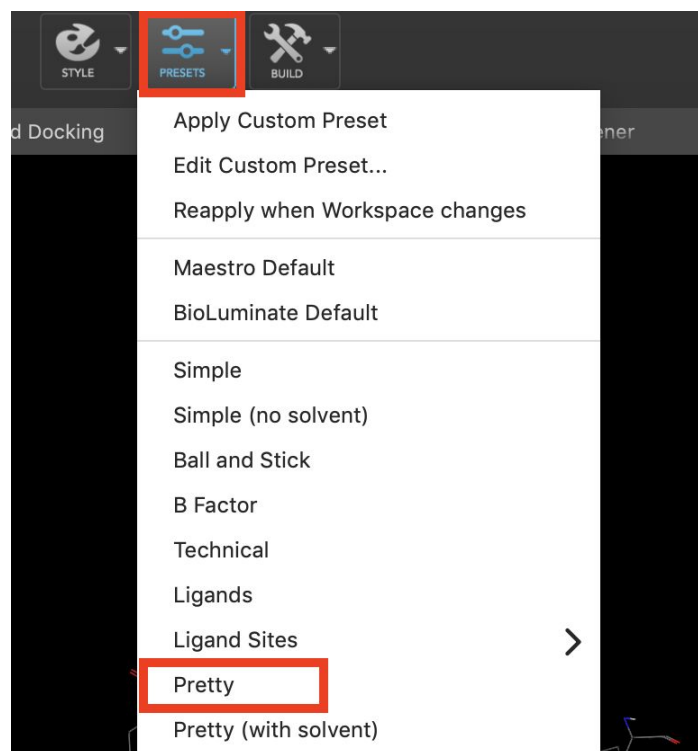 STYLE PRESETS BUILD
d Docking
ener
Apply Custom Preset
Edit Custom Preset...
Reapply when Workspace changes
Maestro Default
BioLuminate Default
Simple
Simple (no solvent)
Ball and Stick
B Factor
Technical
Ligands
Ligand Sites
Pretty
Pretty (with solvent)